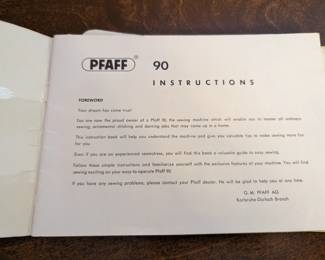 PFAFF ® 90
INSTRUCTIONS
FOREWORD
Your dream has come true!
You are now the proud owner of a Pfaff 90, the sewing machine which will enable you to master all ordinary
sewing, ornamental stitching and darning jobs that may come up in a home.
This instruction book will help you understand the machine and give you valuable tips to make sewing more fun
for you.
Even if you are an experienced seamstress, you will find this book a valuable guide to easy sewing.
Follow these simple instructions and familiarize yourself with the exclusive features of your machine. You will find
sewing exciting on your easy-to-operate Pfaff 90.
If you have any sewing problems, please contact your Pfaff dealer. He will be glad to help you at any time.
G. M. PFAFF AG
Karlsruhe-Durlach Branch